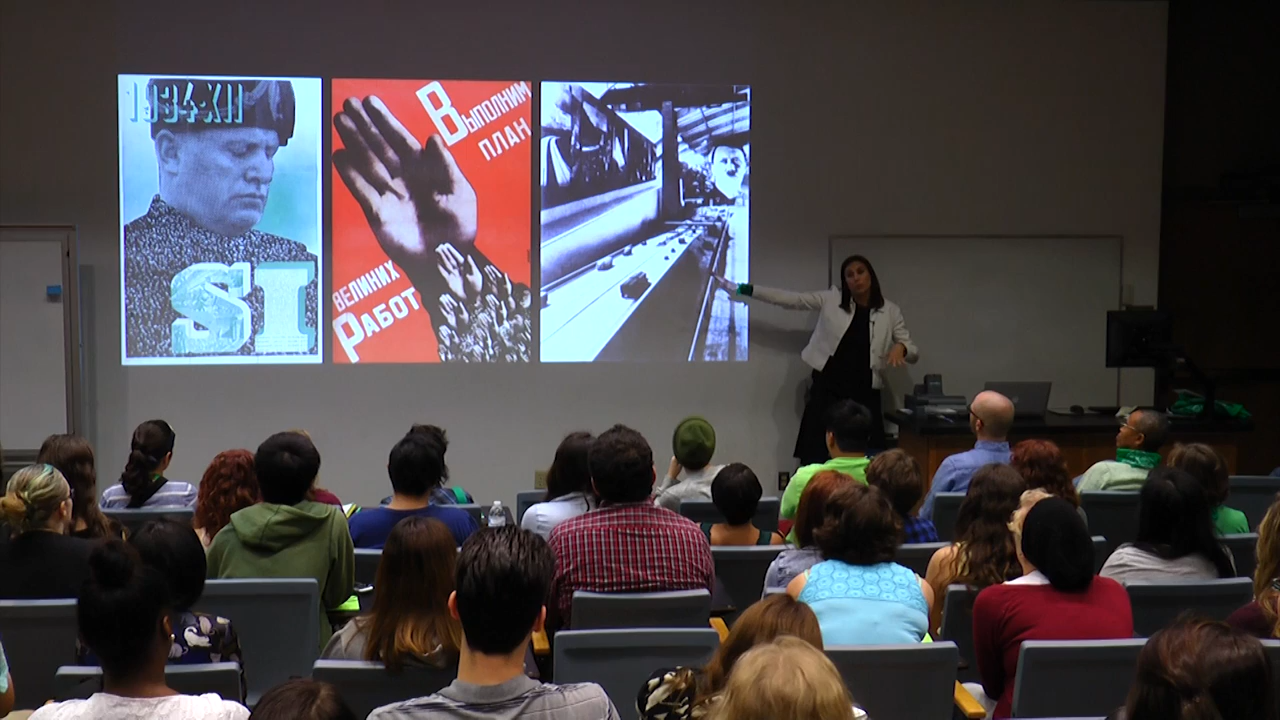 1934-XII
SI
Выполним
план
великих
Работ